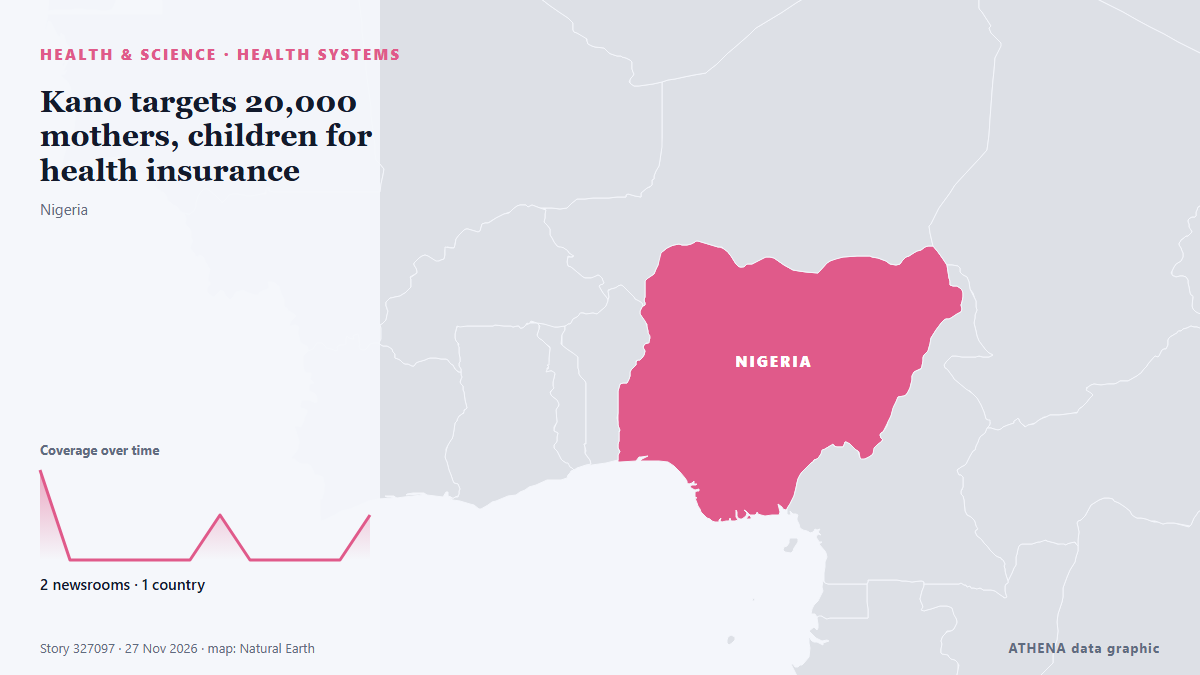 HEALTH & SCIENCE · HEALTH SYSTEMS
Kano targets 20,000
mothers, children for
health insurance
Nigeria
NIGERIA
Coverage over time
2 newsrooms · 1 country
Story 327097 · 27 Nov 2026 · map: Natural Earth
ATHENA data graphic